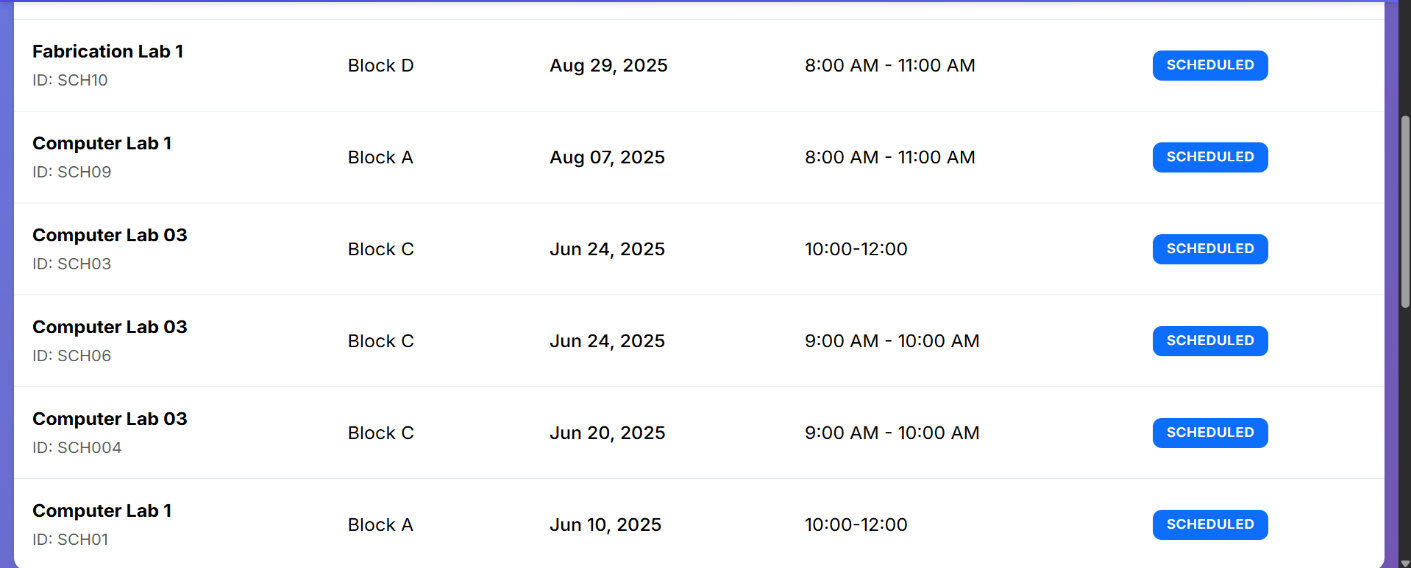 Fabrication Lab 1
ID: SCH10
Block D
Aug 29, 2025
8:00 AM - 11:00 AM
SCHEDULED
Computer Lab 1
ID: SCH09
Block A
Aug 07, 2025
8:00 AM - 11:00 AM
SCHEDULED
Computer Lab 03
ID: SCH03
Block C
Jun 24, 2025
10:00-12:00
SCHEDULED
Computer Lab 03
ID: SCH06
Block C
Jun 24, 2025
9:00 AM - 10:00 AM
SCHEDULED
Computer Lab 03
ID: SCH004
Block C
Jun 20, 2025
9:00 AM - 10:00 AM
SCHEDULED
Computer Lab 1
ID: SCH01
Block A
Jun 10, 2025
10:00-12:00
SCHEDULED